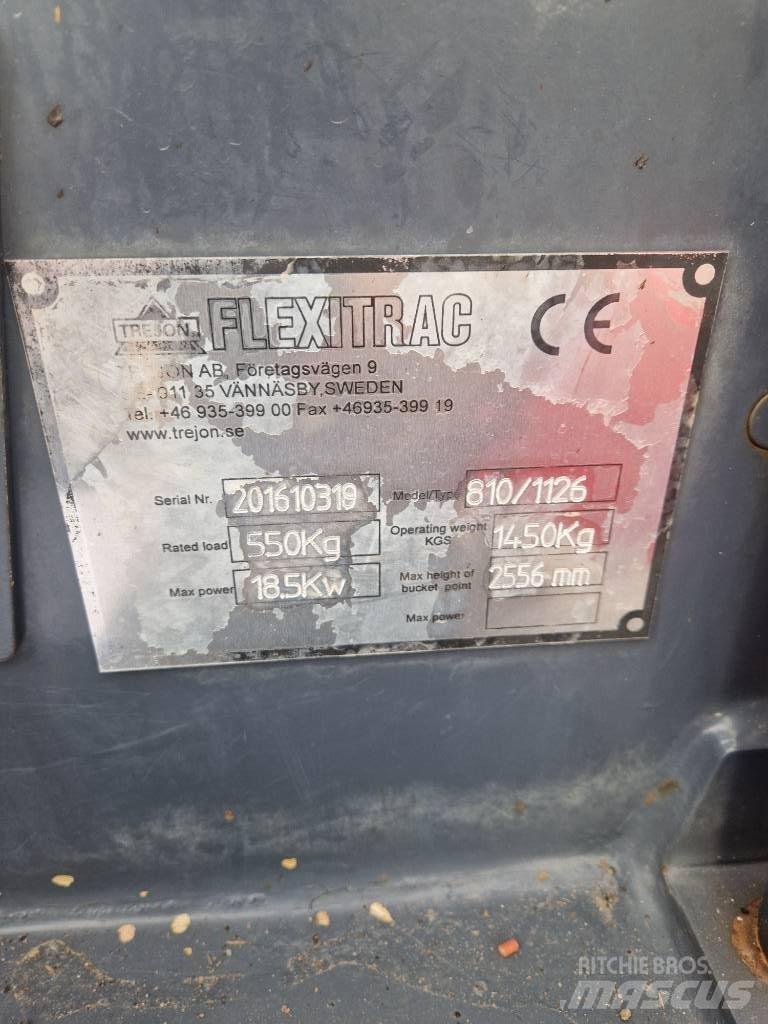 TREJON
FLEXITRAC CE
TREJON AB, Företagsvägen 9
911 35 VÄNNÄSBY,SWEDEN
Tel. +46 935-399 00 Fax +46935-399 19
www.trejon.se
Serial Nr. 201610319 Model/Type 810/1126
Rated load 550Kg Operating weight KGS 1450Kg
Max power 18.5Kw Max height of bucket point 2556 mm
Max power
RITCHIE BROS.
MASCUS